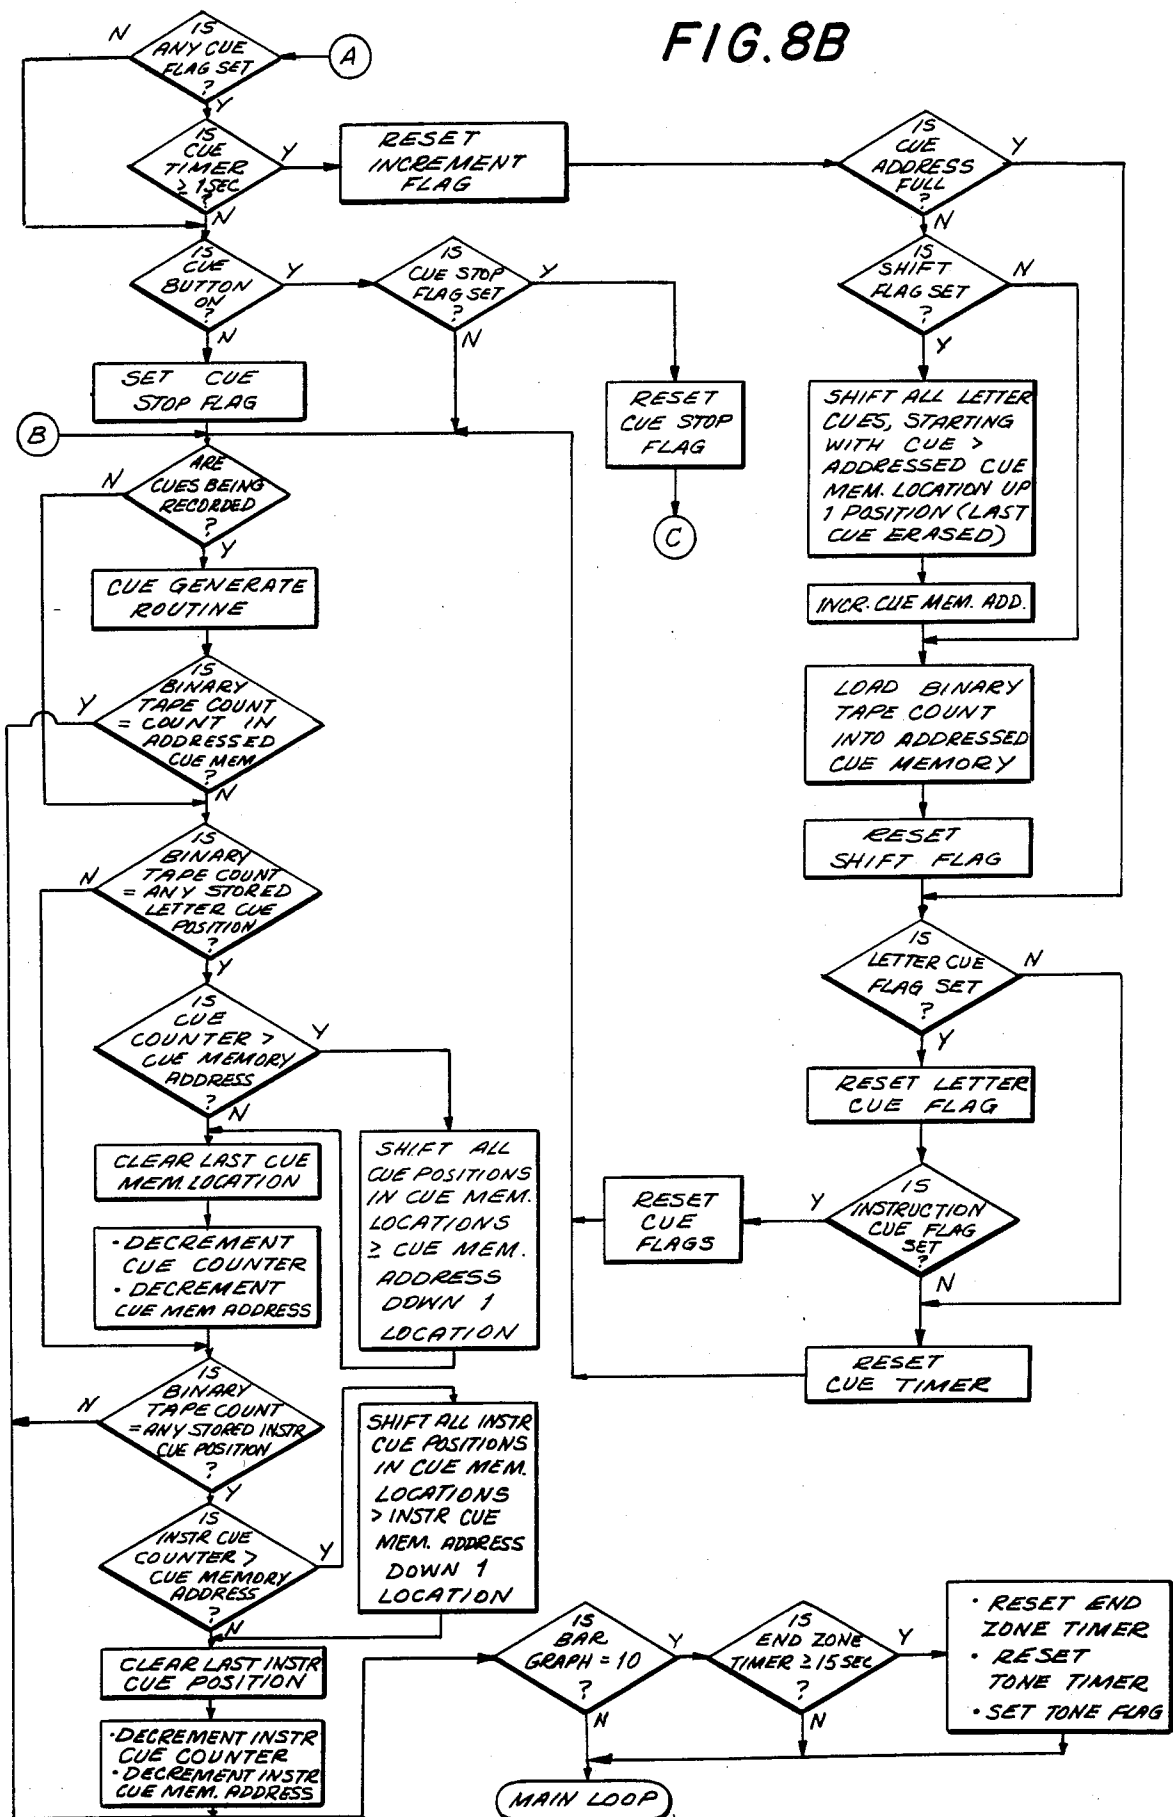 FIG. 8B
N
IS
ANY CUE
FLAG SET
?
A
Y
IS
CUE
TIMER
≥ 1 SEC
?
Y
N
RESET
INCREMENT
FLAG
IS
CUE
ADDRESS
FULL
?
Y
N
IS
CUE
BUTTON
ON
?
Y
N
IS
CUE STOP
FLAG SET
?
Y
N
IS
SHIFT
FLAG SET
?
N
Y
SET CUE
STOP FLAG
RESET
CUE STOP
FLAG
C
SHIFT ALL LETTER
CUES, STARTING
WITH CUE >
ADDRESSED CUE
MEM. LOCATION UP
1 POSITION (LAST
CUE ERASED)
B
N
ARE
CUES BEING
RECORDED
?
Y
CUE GENERATE
ROUTINE
INCR. CUE MEM. ADD.
Y
IS
BINARY
TAPE COUNT
= COUNT IN
ADDRESSED
CUE MEM.
?
N
LOAD BINARY
TAPE COUNT
INTO ADDRESSED
CUE MEMORY
RESET
SHIFT FLAG
N
IS
BINARY
TAPE COUNT
= ANY STORED
LETTER CUE
POSITION
?
Y
IS
LETTER CUE
FLAG SET
?
N
Y
IS
CUE
COUNTER >
CUE MEMORY
ADDRESS
?
Y
N
RESET LETTER
CUE FLAG
CLEAR LAST CUE
MEM. LOCATION
SHIFT ALL
CUE POSITIONS
IN CUE MEM.
LOCATIONS
≥ CUE MEM.
ADDRESS
DOWN 1
LOCATION
RESET
CUE
FLAGS
Y
IS
INSTRUCTION
CUE FLAG
SET
?
N
• DECREMENT
CUE COUNTER
• DECREMENT
CUE MEM ADDRESS
RESET
CUE TIMER
N
IS
BINARY
TAPE COUNT
= ANY STORED INSTR
CUE POSITION
?
Y
SHIFT ALL INSTR
CUE POSITIONS
IN CUE MEM.
LOCATIONS
> INSTR CUE
MEM. ADDRESS
DOWN 1
LOCATION
IS
INSTR CUE
COUNTER >
CUE MEMORY
ADDRESS
?
Y
N
CLEAR LAST INSTR
CUE POSITION
• DECREMENT INSTR
CUE COUNTER
• DECREMENT INSTR
CUE MEM. ADDRESS
IS
BAR
GRAPH = 10
?
Y
N
IS
END ZONE
TIMER ≥ 15 SEC
?
Y
N
• RESET END
ZONE TIMER
• RESET
TONE TIMER
• SET TONE FLAG
MAIN LOOP